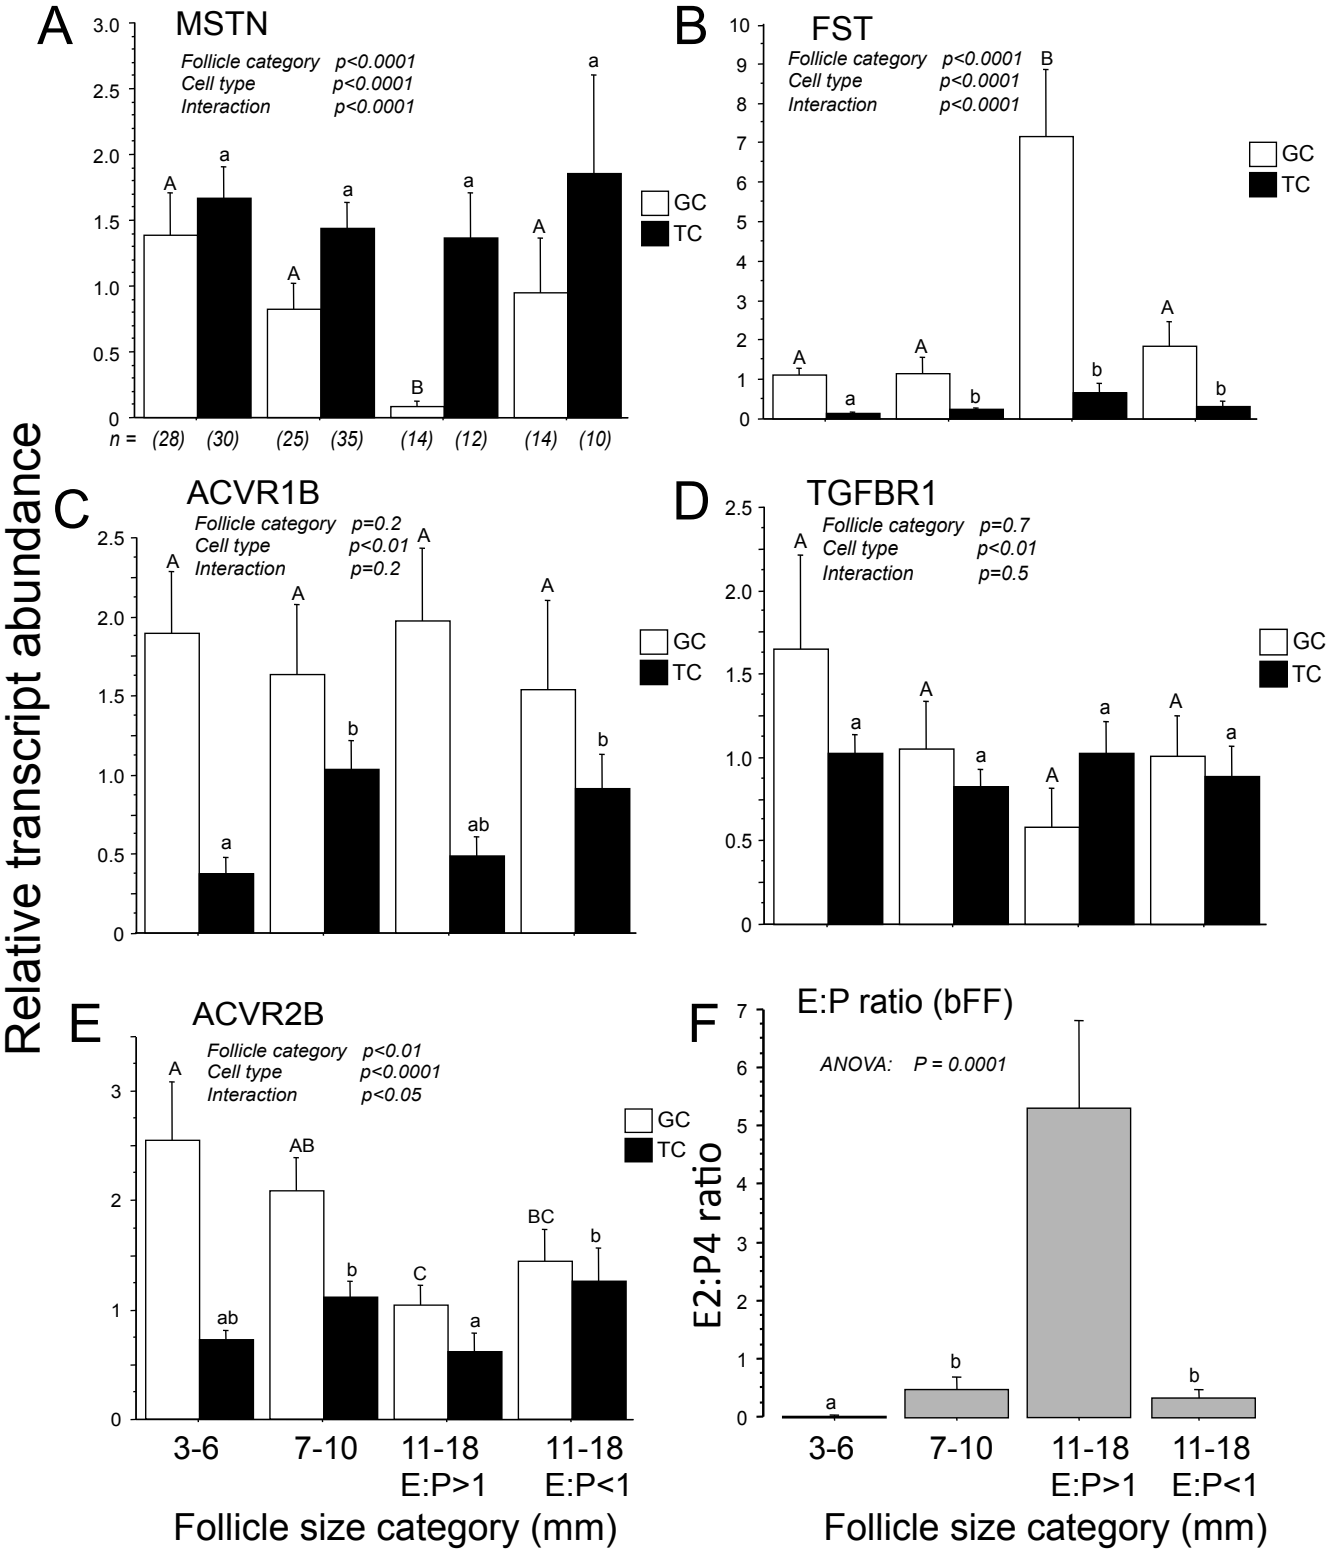 Relative transcript abundance
A
MSTN
Follicle category p<0.0001
Cell type p<0.0001
Interaction p<0.0001
3.0
2.5
2.0
1.5
1.0
0.5
0
A
a
A
a
B
a
A
a
GC
TC
n = (28) (30) (25) (35) (14) (12) (14) (10)
B
FST
Follicle category p<0.0001
Cell type p<0.0001
Interaction p<0.0001
10
9
8
7
6
5
4
3
2
1
0
A
a
A
b
B
b
A
b
GC
TC
C
ACVR1B
Follicle category p=0.2
Cell type p<0.01
Interaction p=0.2
2.5
2.0
1.5
1.0
0.5
0
A
a
A
b
A
ab
A
b
GC
TC
D
TGFBR1
Follicle category p=0.7
Cell type p<0.01
Interaction p=0.5
2.5
2.0
1.5
1.0
0.5
0
A
a
A
a
A
a
A
a
GC
TC
E
ACVR2B
Follicle category p<0.01
Cell type p<0.0001
Interaction p<0.05
3
2
1
0
A
ab
AB
b
C
a
BC
b
GC
TC
3-6 7-10 11-18 11-18
E:P>1 E:P<1
Follicle size category (mm)
F
E:P ratio (bFF)
ANOVA: P = 0.0001
E2:P4 ratio
7
6
5
4
3
2
1
0
a
b
b
3-6 7-10 11-18 11-18
E:P>1 E:P<1
Follicle size category (mm)